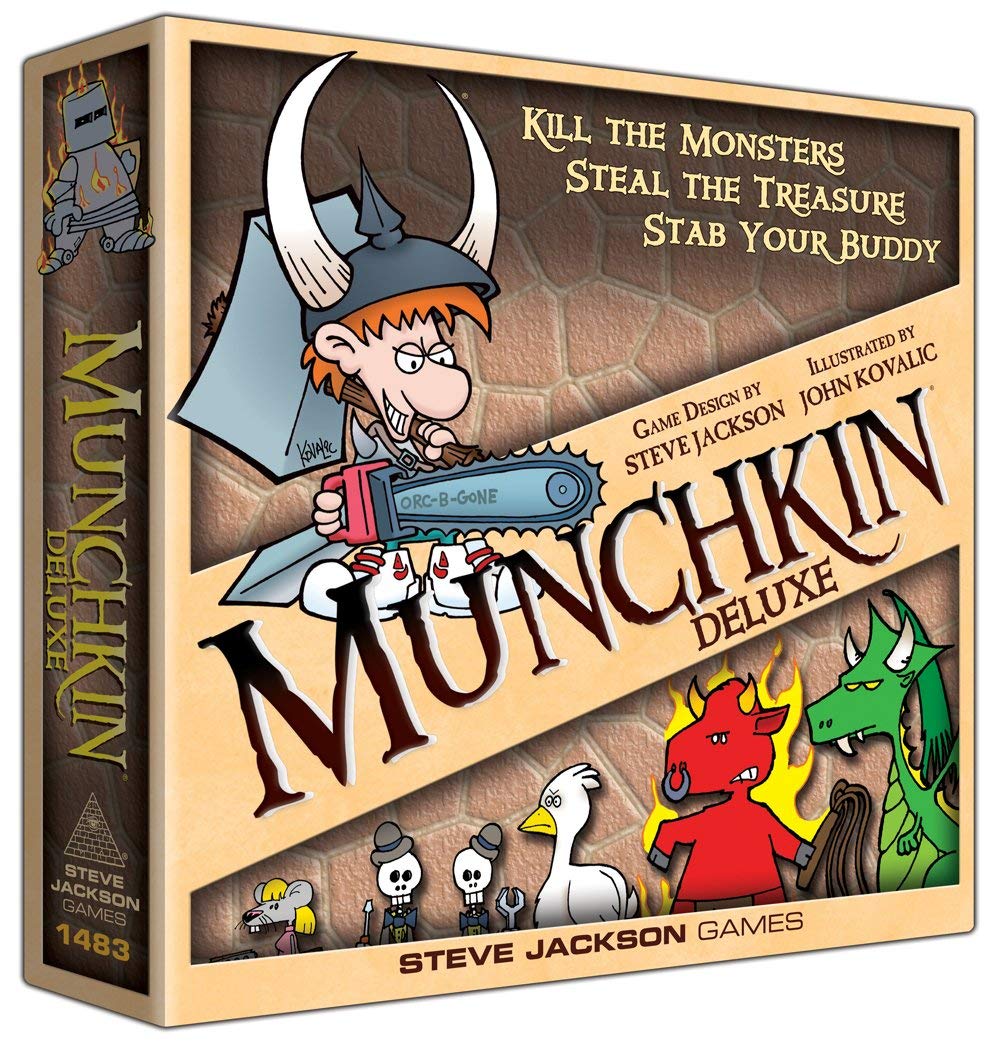 KILL THE MONSTERS
STEAL THE TREASURE
STAB YOUR BUDDY
GAME DESIGN BY
STEVE JACKSON
ILLUSTRATED BY
JOHN KOVALIC
KOVALIC
ORC-B-GONE
MUNCHKIN
DELUXE
STEVE JACKSON GAMES
MUNCHKIN
DELUXE
STEVE
JACKSON
GAMES
1483